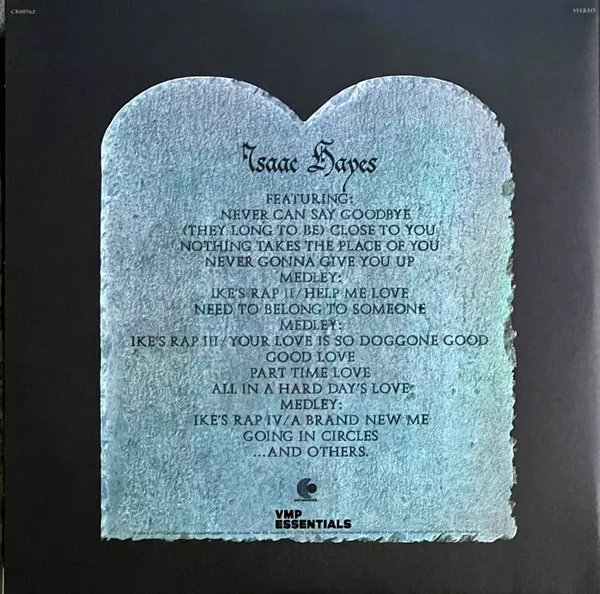 CR00762
STEREO
Isaac Hayes
FEATURING:
NEVER CAN SAY GOODBYE
(THEY LONG TO BE) CLOSE TO YOU
NOTHING TAKES THE PLACE OF YOU
NEVER GONNA GIVE YOU UP
MEDLEY:
IKE'S RAP II/HELP ME LOVE
NEED TO BELONG TO SOMEONE
MEDLEY:
IKE'S RAP III/YOUR LOVE IS SO DOGGONE GOOD
GOOD LOVE
PART TIME LOVE
ALL IN A HARD DAY'S LOVE
MEDLEY:
IKE'S RAP IV/A BRAND NEW ME
GOING IN CIRCLES
...AND OTHERS.
VMP
ESSENTIALS